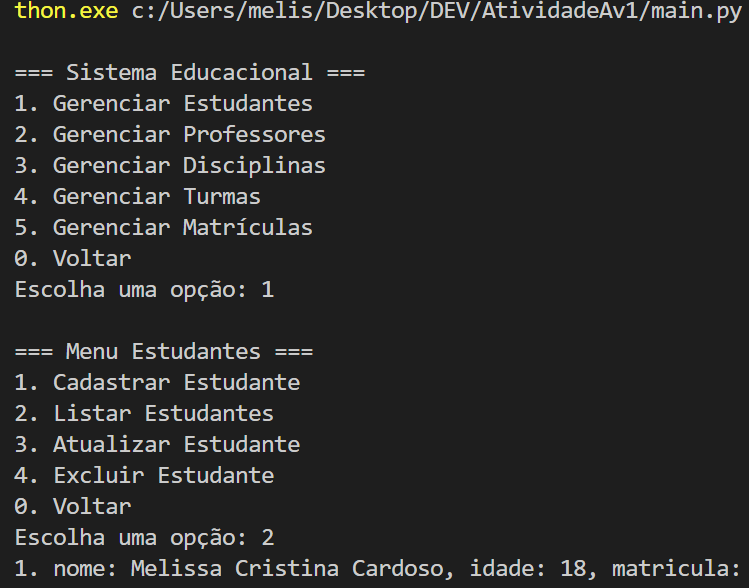 thon.exe c:/Users/melis/Desktop/DEV/AtividadeAv1/main.py
=== Sistema Educacional ===
1. Gerenciar Estudantes
2. Gerenciar Professores
3. Gerenciar Disciplinas
4. Gerenciar Turmas
5. Gerenciar Matrículas
0. Voltar
Escolha uma opção: 1
=== Menu Estudantes ===
1. Cadastrar Estudante
2. Listar Estudantes
3. Atualizar Estudante
4. Excluir Estudante
0. Voltar
Escolha uma opção: 2
1. nome: Melissa Cristina Cardoso, idade: 18, matricula: